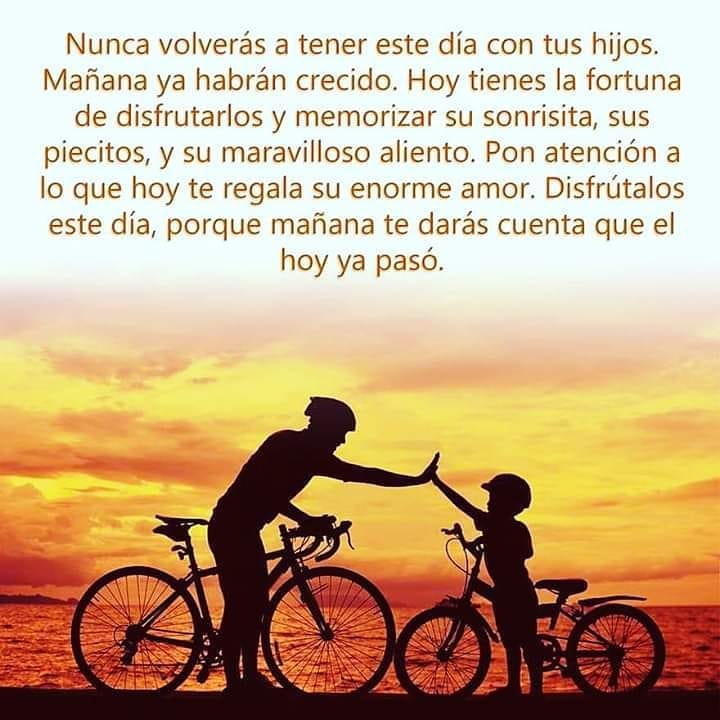 Nunca volverás a tener este día con tus hijos.
Mañana ya habrán crecido. Hoy tienes la fortuna
de disfrutarlos y memorizar su sonrisita, sus
piecitos, y su maravilloso aliento. Pon atención a
lo que hoy te regala su enorme amor. Disfrútalos
este día, porque mañana te darás cuenta que el
hoy ya pasó.